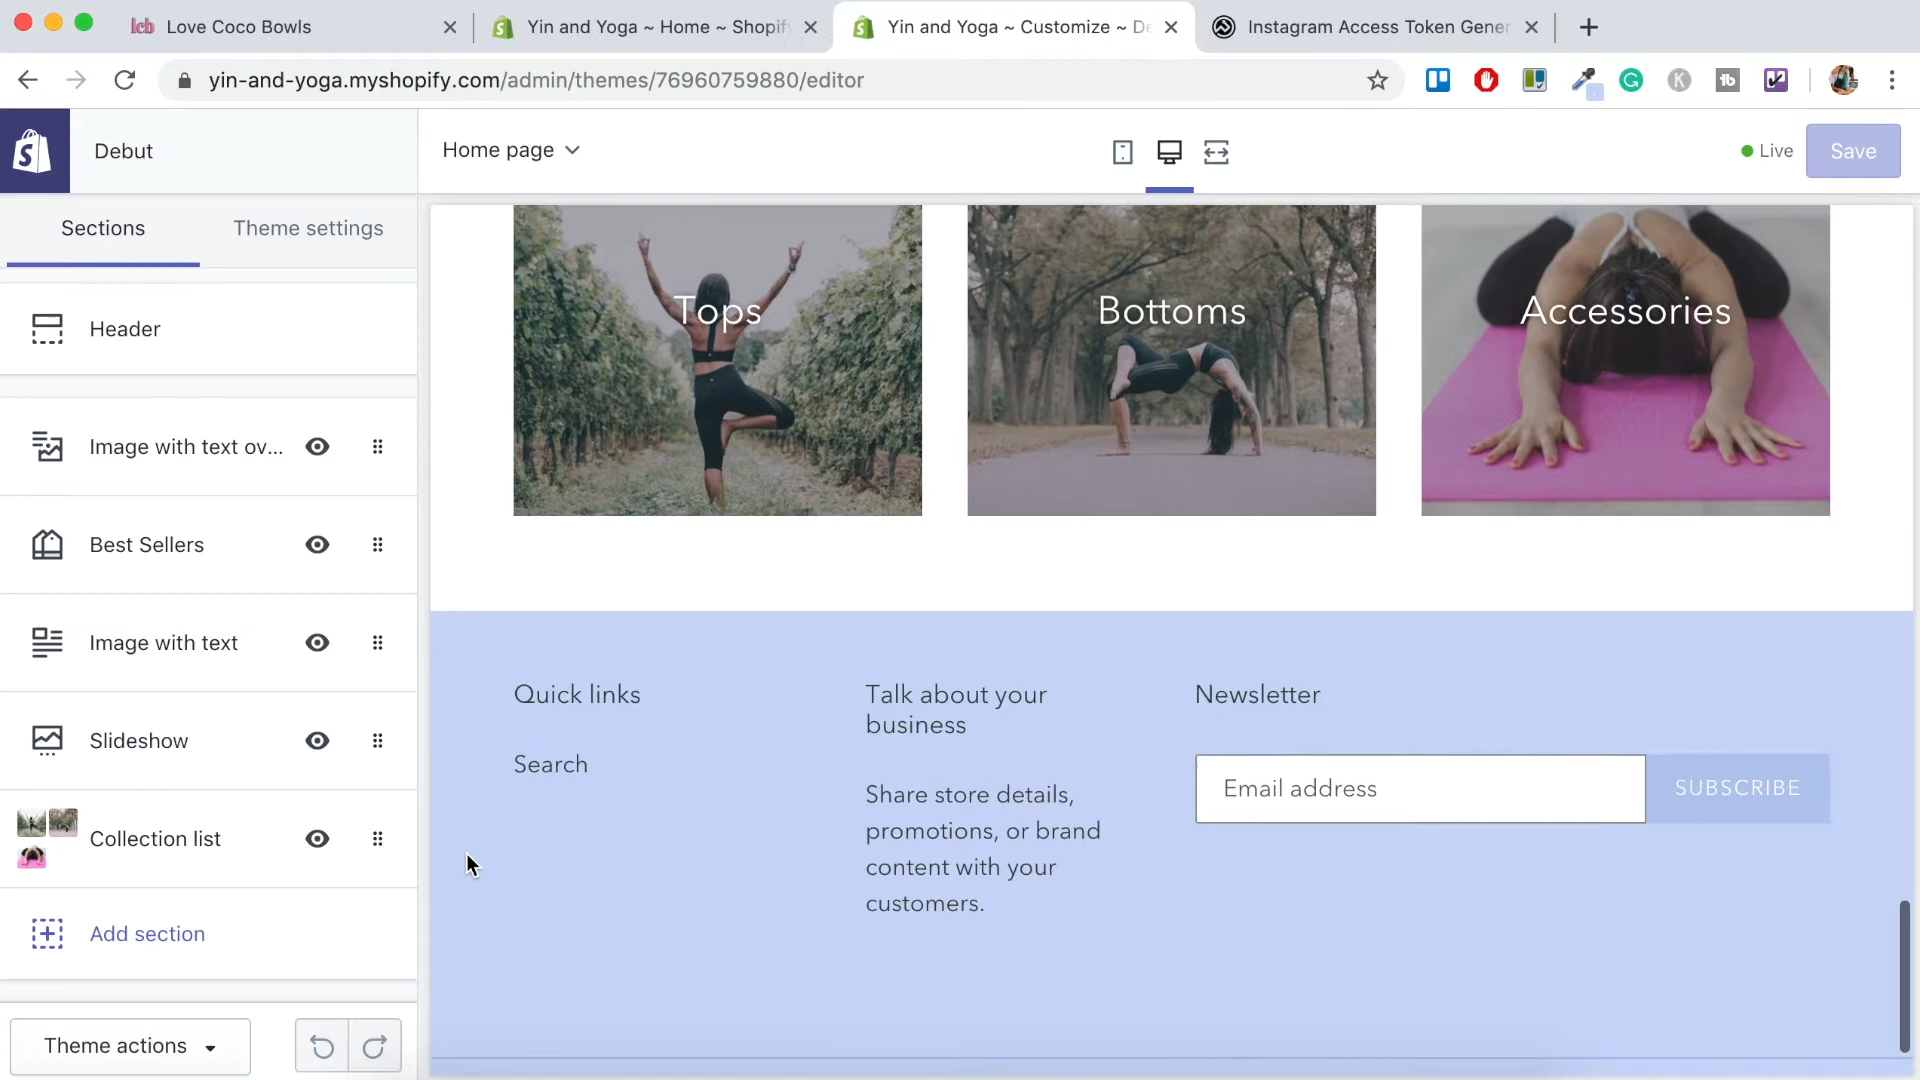 lcb Love Coco Bowls
Yin and Yoga ~ Home ~ Shopif
Yin and Yoga ~ Customize ~ De
Instagram Access Token Gener
yin-and-yoga.myshopify.com/admin/themes/76960759880/editor
Debut
Home page
Live
Save
Sections
Theme settings
Header
Image with text ov...
Best Sellers
Image with text
Slideshow
Collection list
Add section
Theme actions
Tops
Bottoms
Accessories
Quick links
Search
Talk about your
business
Share store details,
promotions, or brand
content with your
customers.
Newsletter
Email address
SUBSCRIBE